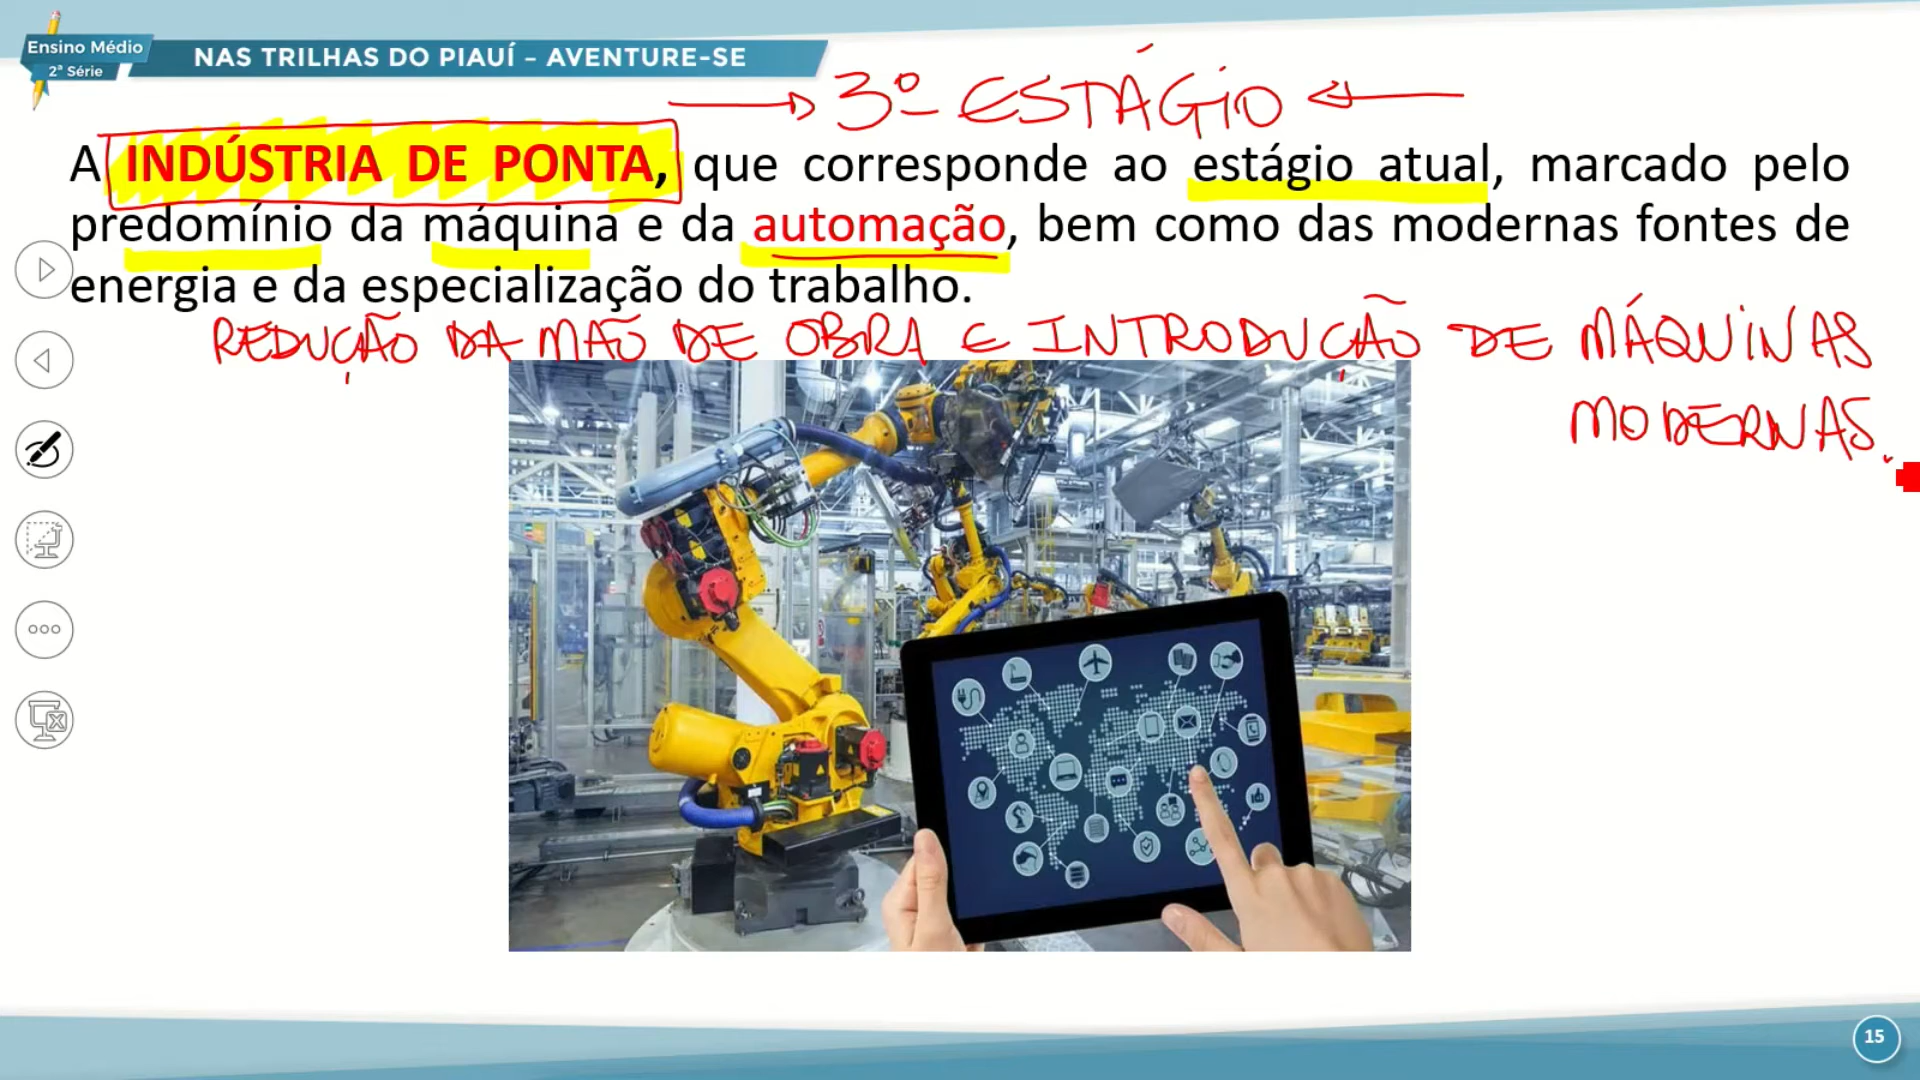 Ensino Médio
2ª Série
NAS TRILHAS DO PIAUÍ – AVENTURE-SE
3º ESTÁGIO
A INDÚSTRIA DE PONTA, que corresponde ao estágio atual, marcado pelo
predomínio da máquina e da automação, bem como das modernas fontes de
energia e da especialização do trabalho.
REDUÇÃO DA MÃO DE OBRA E INTRODUÇÃO DE MÁQUINAS
MODERNAS.
15